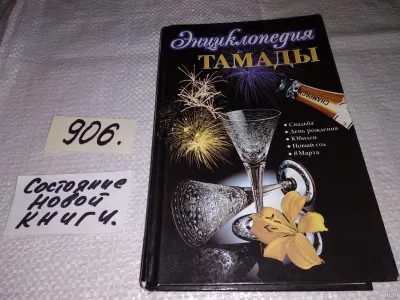 Энциклопедия
ТАМАДЫ
• Свадьба
• День рождения
• Юбилеи
• Новый год
• 8 Марта
906.
Состояние
новой
книги.